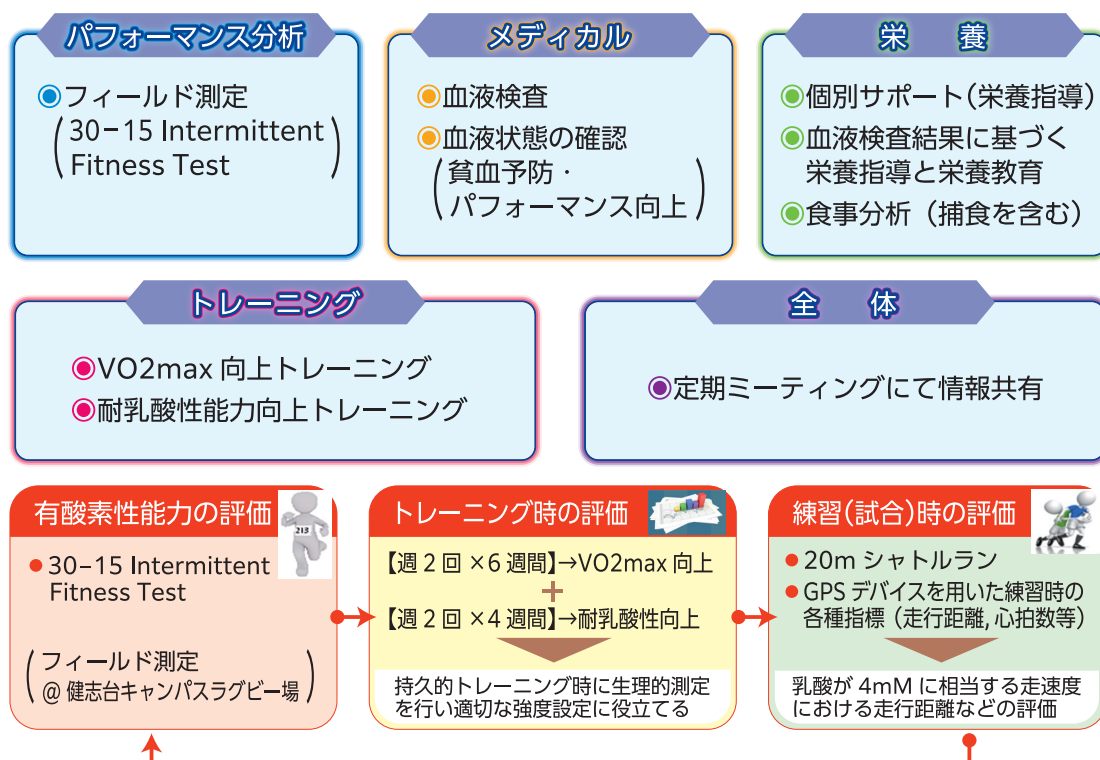 パフォーマンス分析
◉フィールド測定
(30−15 Intermittent
Fitness Test)
メディカル
◉血液検査
◉血液状態の確認
(貧血予防・
パフォーマンス向上)
栄　養
◉個別サポート(栄養指導)
◉血液検査結果に基づく
栄養指導と栄養教育
◉食事分析（捕食を含む）
トレーニング
◉VO2max 向上トレーニング
◉耐乳酸性能力向上トレーニング
全　体
◉定期ミーティングにて情報共有
有酸素性能力の評価
213
● 30−15 Intermittent
Fitness Test
(フィールド測定
@ 健志台キャンパスラグビー場)
トレーニング時の評価
【週 2 回 ×6 週間】→VO2max 向上
+
【週 2 回 ×4 週間】→耐乳酸性向上
持久的トレーニング時に生理的測定
を行い適切な強度設定に役立てる
練習(試合)時の評価
● 20m シャトルラン
● GPS デバイスを用いた練習時の
各種指標（走行距離, 心拍数等）
乳酸が 4mM に相当する走速度
における走行距離などの評価